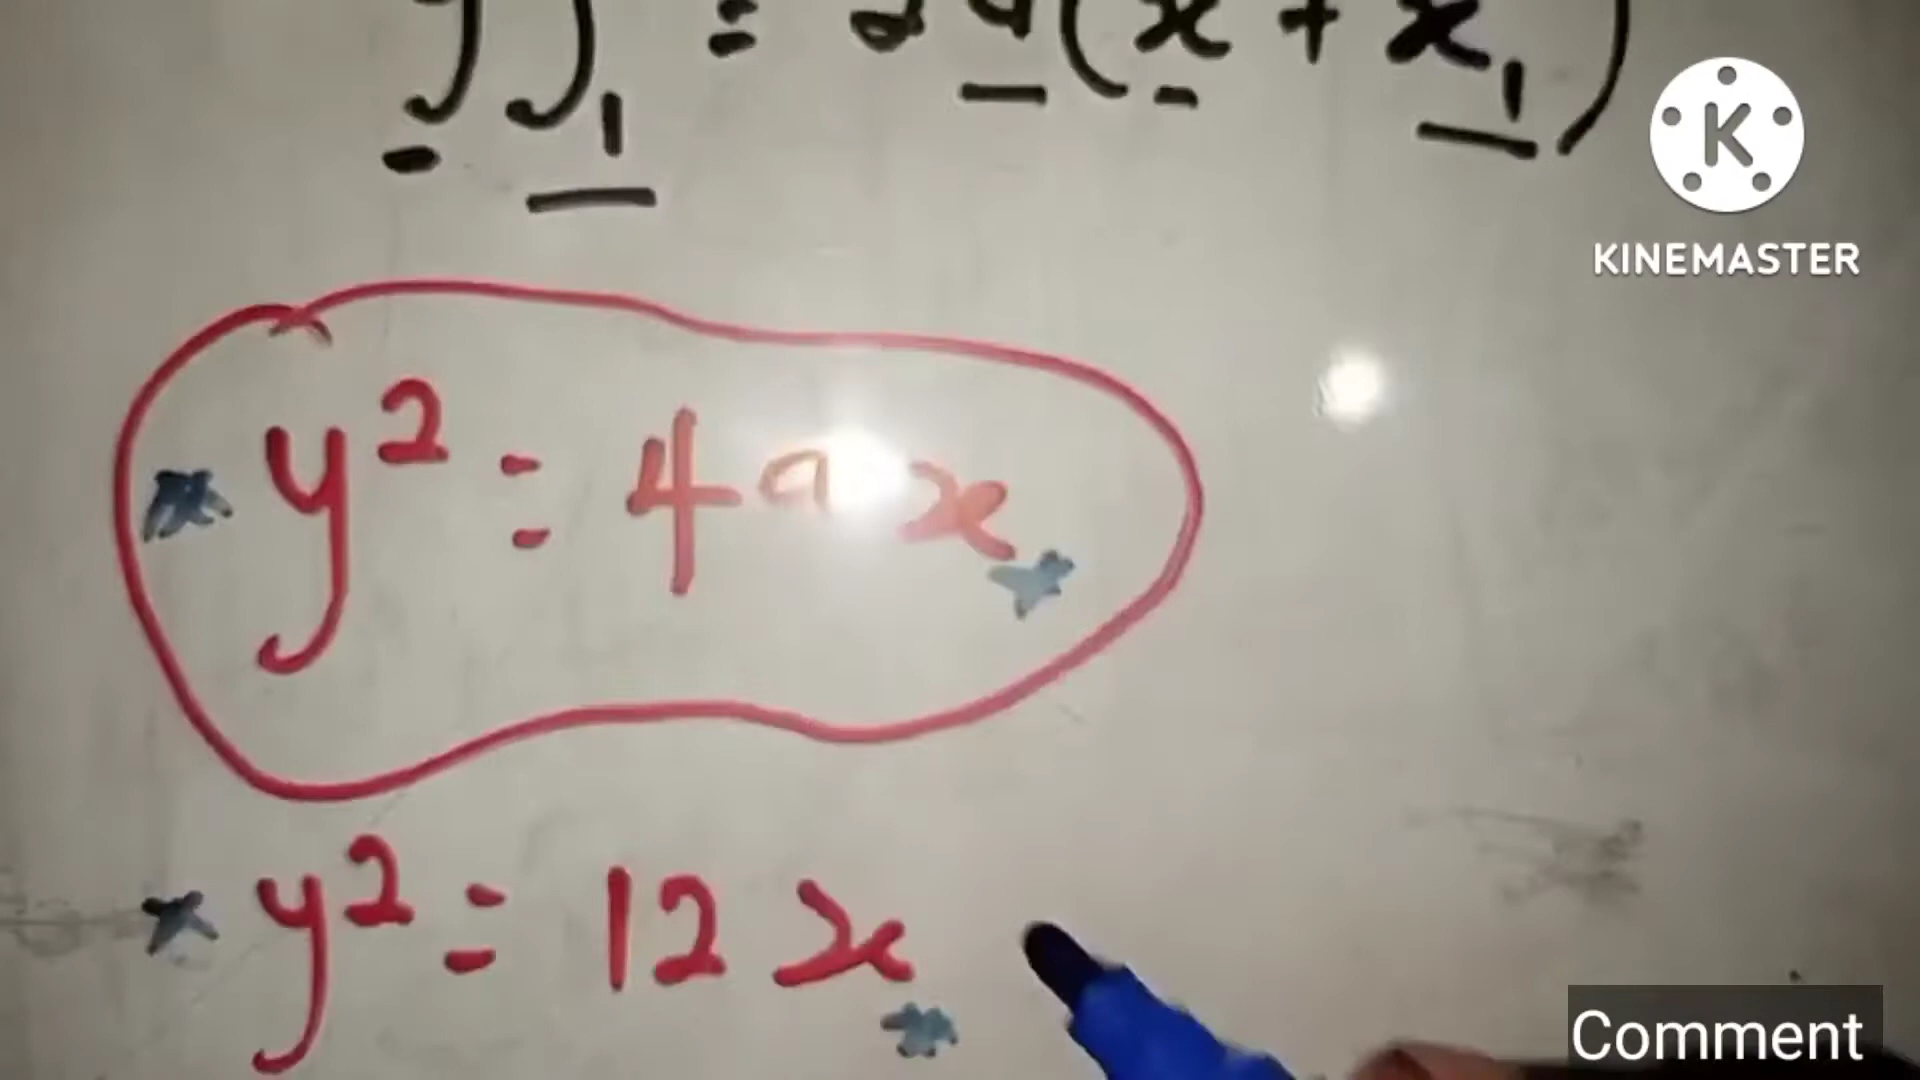 yy₁ = 2a(x + x₁)
K
KINEMASTER
y² = 4ax
y² = 12x
Comment